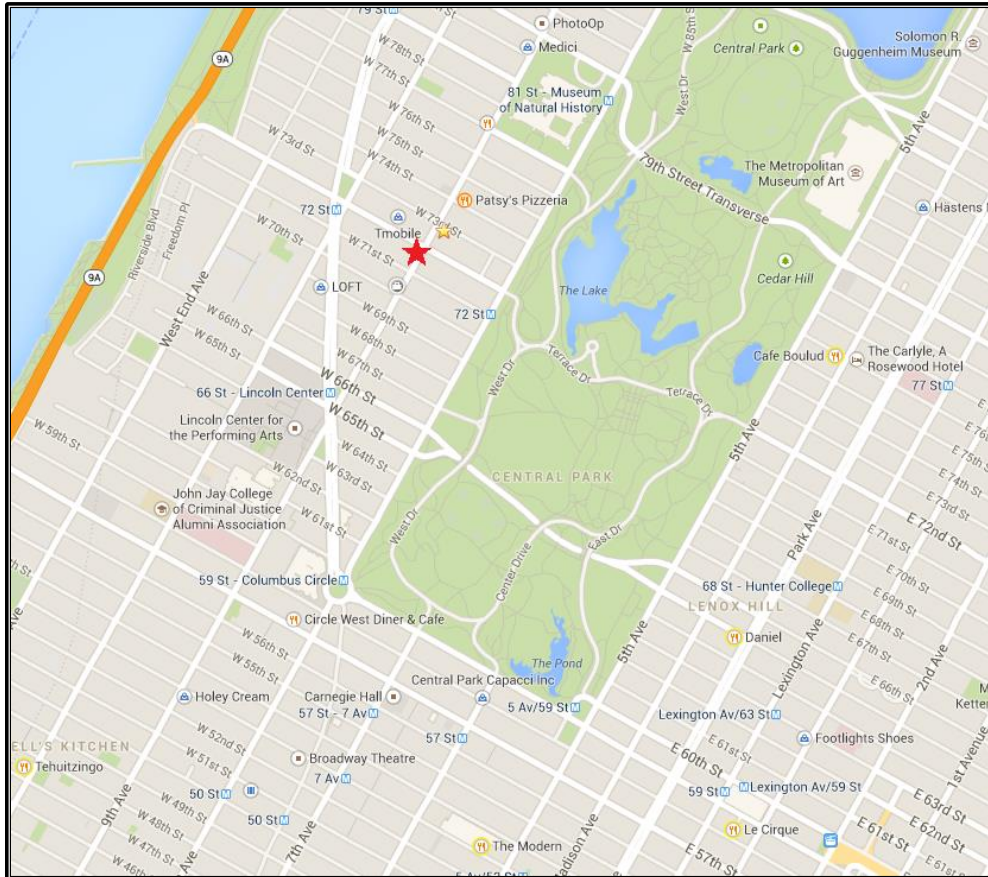 79 St
PhotoOp
Medici
W 78th St
W 77th St
W 76th St
W 75th St
W 74th St
W 73rd St
9A
81 St - Museum
of Natural History
W 85th St
West Dr
Central Park
Solomon R.
Guggenheim Museum
5th Ave
79th Street Transverse
The Metropolitan
Museum of Art
Hastens N
Patsy's Pizzeria
W 73rd St
72 St
Tmobile
W 70th St
W 71st St
Riverside Blvd
Freedom Pl
9A
LOFT
West End Ave
W 69th St
W 68th St
W 67th St
W 66th St
W 65th St
72 St
The Lake
Cedar Hill
Cafe Boulud
The Carlyle, A
Rosewood Hotel
77 St
West Dr
Terrace Dr
Terrace Dr
5th Ave
66 St - Lincoln Center
W 66th St
W 65th St
W 64th St
W 63rd St
W 62nd St
W 61st St
W 59th St
Lincoln Center for
the Performing Arts
John Jay College
of Criminal Justice
Alumni Association
CENTRAL PARK
West Dr
Center Drive
East Dr
Park Ave
E 76th
E 75th St
E 74th St
E 73rd St
E 72nd St
E 71st St
E 70th St
E 69th St
E 68th St
E 67th St
E 66th St
59 St - Columbus Circle
68 St - Hunter College
LENOX HILL
Circle West Diner & Cafe
Daniel
Lexington Ave
2nd Ave
5th Ave
The Pond
W 56th St
W 55th St
Central Park Capacci Inc
Holey Cream
Carnegie Hall
57 St - 7 Av
5 Av/59 St
Lexington Av/63 St
M
Ketter
W 52nd St
W 51st St
57 St
E 61st St
E 60th St
Footlights Shoes
1st Avenue
ELL'S KITCHEN
Tehuitzingo
Broadway Theatre
7 Av
50 St
50 St
59 St
Lexington Av/59 St
E 63rd St
E 62nd St
E 61st St
E 61st
9th Ave
W 49th St
W 48th St
W 47th St
W 46th St
7th Ave
The Modern
adison Ave
Le Cirque
E 57th St
5 Av/53 St